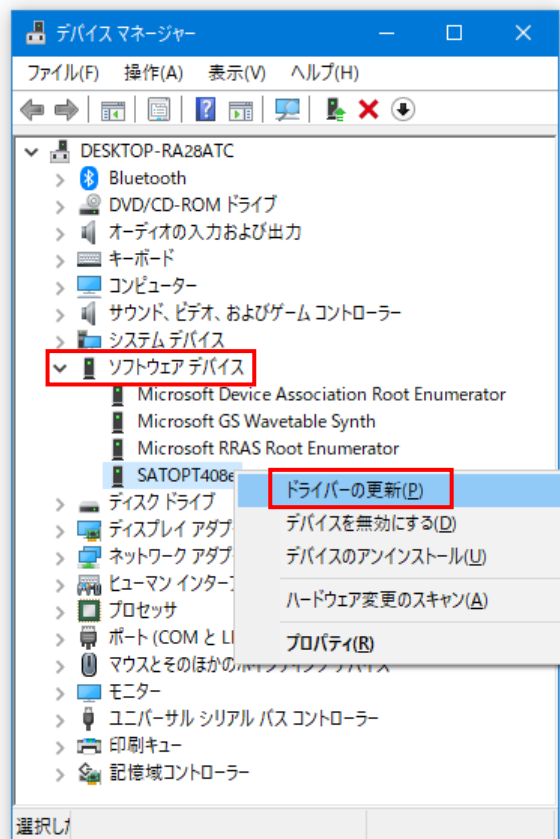 デバイス マネージャー
ファイル(F) 操作(A) 表示(V) ヘルプ(H)
DESKTOP-RA28ATC
Bluetooth
DVD/CD-ROM ドライブ
オーディオの入力および出力
キーボード
コンピューター
サウンド、ビデオ、およびゲーム コントローラー
システム デバイス
ソフトウェア デバイス
Microsoft Device Association Root Enumerator
Microsoft GS Wavetable Synth
Microsoft RRAS Root Enumerator
SATOPT408e
ドライバーの更新(P)
デバイスを無効にする(D)
デバイスのアンインストール(U)
ハードウェア変更のスキャン(A)
プロパティ(R)
ディスク ドライブ
ディスプレイ アダプ
ネットワーク アダプ
ヒューマン インターフ
プロセッサ
ポート (COM と L
マウスとそのほかの
モニター
ユニバーサル シリアル バス コントローラー
印刷キュー
記憶域コントローラー
選択した